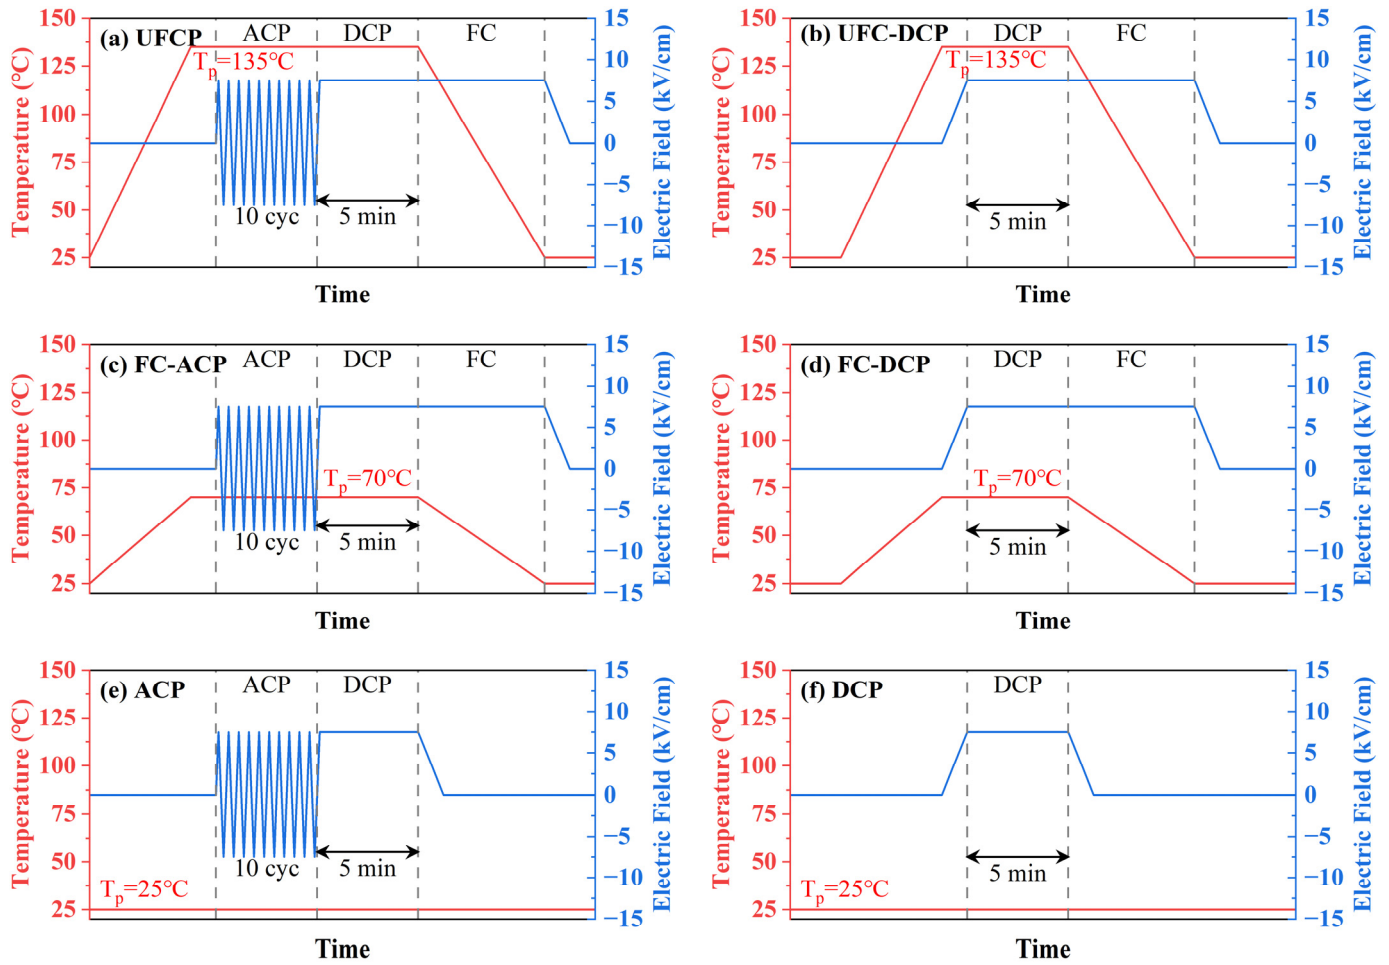 (a) UFCP
ACP
DCP
FC
Tp=135°C
10 cyc
5 min
150
125
100
75
50
25
Temperature (°C)
15
10
5
0
−5
−10
−15
Electric Field (kV/cm)
Time
(b) UFC-DCP
DCP
FC
Tp=135°C
5 min
150
125
100
75
50
25
Temperature (°C)
15
10
5
0
−5
−10
−15
Electric Field (kV/cm)
Time
(c) FC-ACP
ACP
DCP
FC
Tp=70°C
10 cyc
5 min
150
125
100
75
50
25
Temperature (°C)
15
10
5
0
−5
−10
−15
Electric Field (kV/cm)
Time
(d) FC-DCP
DCP
FC
Tp=70°C
5 min
150
125
100
75
50
25
Temperature (°C)
15
10
5
0
−5
−10
−15
Electric Field (kV/cm)
Time
(e) ACP
ACP
DCP
10 cyc
5 min
Tp=25°C
150
125
100
75
50
25
Temperature (°C)
15
10
5
0
−5
−10
−15
Electric Field (kV/cm)
Time
(f) DCP
DCP
5 min
Tp=25°C
150
125
100
75
50
25
Temperature (°C)
15
10
5
0
−5
−10
−15
Electric Field (kV/cm)
Time